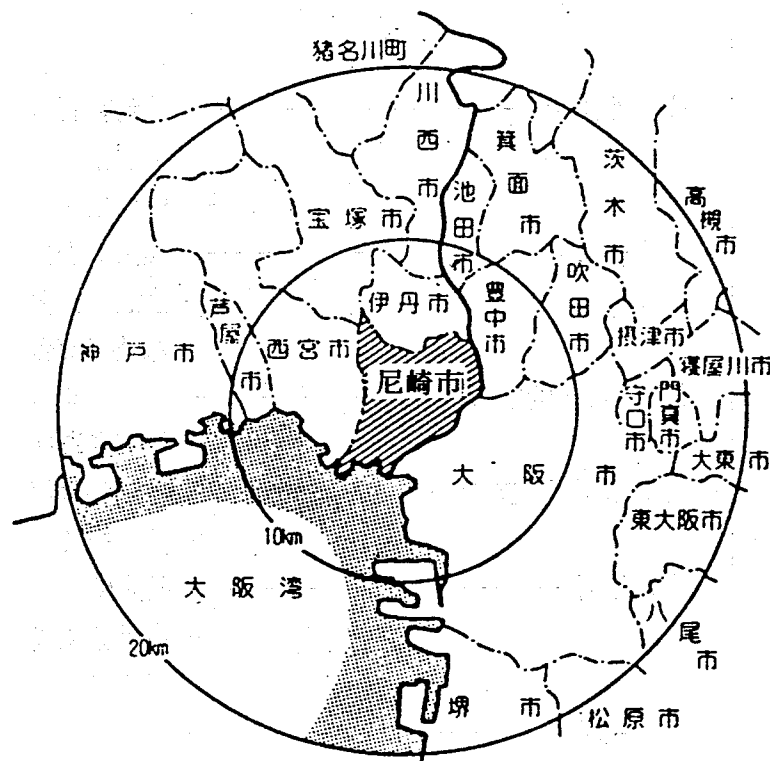 猪名川町
川西市
箕面市
茨木市
高槻市
池田市
宝塚市
伊丹市
豊中市
吹田市
摂津市
芦屋市
神戸市
西宮市
尼崎市
寝屋川市
守口市
門真市
大東市
大阪市
東大阪市
10km
大阪湾
八尾市
20km
堺市
松原市